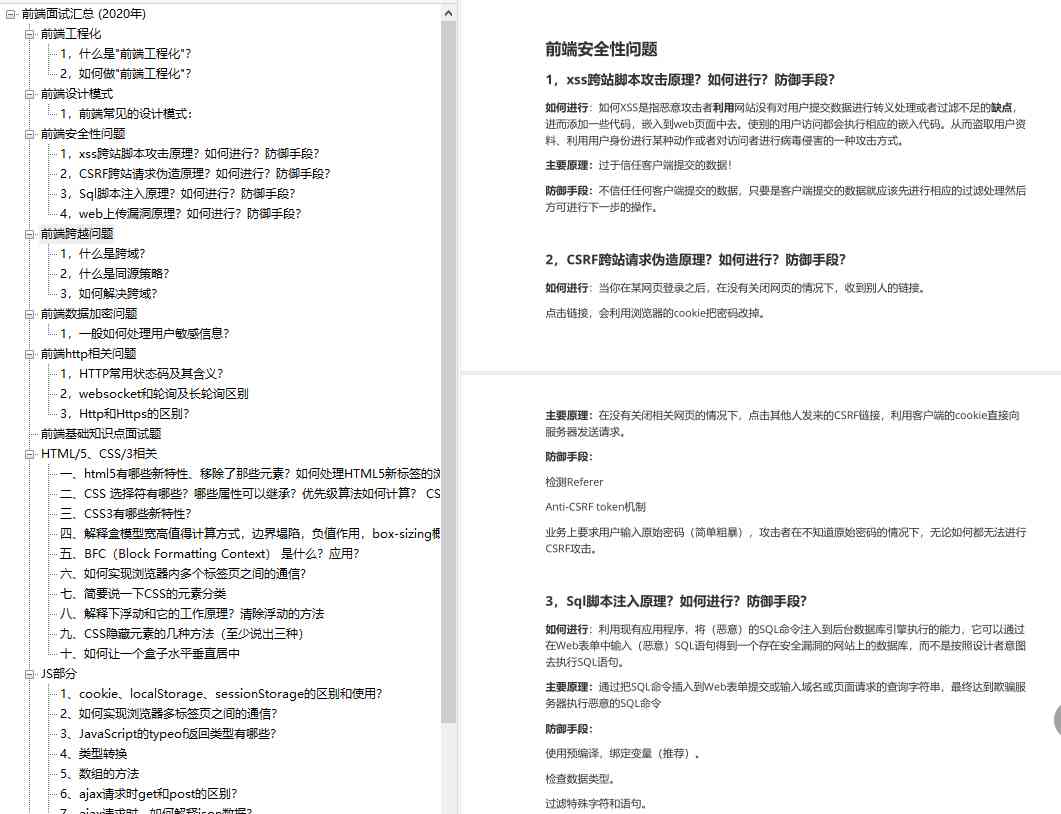 前端面试汇总 (2020年)
前端工程化
1，什么是"前端工程化"？
2，如何做"前端工程化"？
前端设计模式
1，前端常见的设计模式：
前端安全性问题
1，xss跨站脚本攻击原理？如何进行？防御手段？
2，CSRF跨站请求伪造原理？如何进行？防御手段？
3，Sql脚本注入原理？如何进行？防御手段？
4，web上传漏洞原理？如何进行？防御手段？
前端跨越问题
1，什么是跨域？
2，什么是同源策略？
3，如何解决跨域？
前端数据加密问题
1，一般如何处理用户敏感信息？
前端http相关问题
1，HTTP常用状态码及其含义？
2，websocket和轮询及长轮询区别
3，Http和Https的区别？
前端基础知识点面试题
HTML/5、CSS/3相关
一、html5有哪些新特性、移除了那些元素？如何处理HTML5新标签的浏
二、CSS 选择符有哪些？哪些属性可以继承？优先级算法如何计算？ CS
三、CSS3有哪些新特性？
四、解释盒模型宽高值得计算方式，边界塌陷，负值作用，box-sizing概
五、BFC（Block Formatting Context） 是什么？应用？
六、如何实现浏览器内多个标签页之间的通信？
七、简要说一下CSS的元素分类
八、解释下浮动和它的工作原理？清除浮动的方法
九、CSS隐藏元素的几种方法（至少说出三种）
十、如何让一个盒子水平垂直居中
JS部分
1、cookie、localStorage、sessionStorage的区别和使用？
2、如何实现浏览器多标签页之间的通信？
3、JavaScript的typeof返回类型有哪些？
4、类型转换
5、数组的方法
6、ajax请求时get和post的区别？
7、ajax请求时，如何解释json数据？
前端安全性问题
1，xss跨站脚本攻击原理？如何进行？防御手段？
如何进行：如何XSS是指恶意攻击者利用网站没有对用户提交数据进行转义处理或者过滤不足的缺点，
进而添加一些代码，嵌入到web页面中去。使别的用户访问都会执行相应的嵌入代码。从而盗取用户资
料、利用用户身份进行某种动作或者对访问者进行病毒侵害的一种攻击方式。
主要原理：过于信任客户端提交的数据！
防御手段：不信任任何客户端提交的数据，只要是客户端提交的数据就应该先进行相应的过滤处理然后
方可进行下一步的操作。
2，CSRF跨站请求伪造原理？如何进行？防御手段？
如何进行：当你在某网页登录之后，在没有关闭网页的情况下，收到别人的链接。
点击链接，会利用浏览器的cookie把密码改掉。
主要原理：在没有关闭相关网页的情况下，点击其他人发来的CSRF链接，利用客户端的cookie直接向
服务器发送请求。
防御手段：
检测Referer
Anti-CSRF token机制
业务上要求用户输入原始密码（简单粗暴），攻击者在不知道原始密码的情况下，无论如何都无法进行
CSRF攻击。
3，Sql脚本注入原理？如何进行？防御手段？
如何进行：利用现有应用程序，将（恶意）的SQL命令注入到后台数据库引擎执行的能力，它可以通过
在Web表单中输入（恶意）SQL语句得到一个存在安全漏洞的网站上的数据库，而不是按照设计者意图
去执行SQL语句。
主要原理：通过把SQL命令插入到Web表单提交或输入域名或页面请求的查询字符串，最终达到欺骗服
务器执行恶意的SQL命令
防御手段：
使用预编译，绑定变量（推荐）。
检查数据类型。
过滤特殊字符和语句。